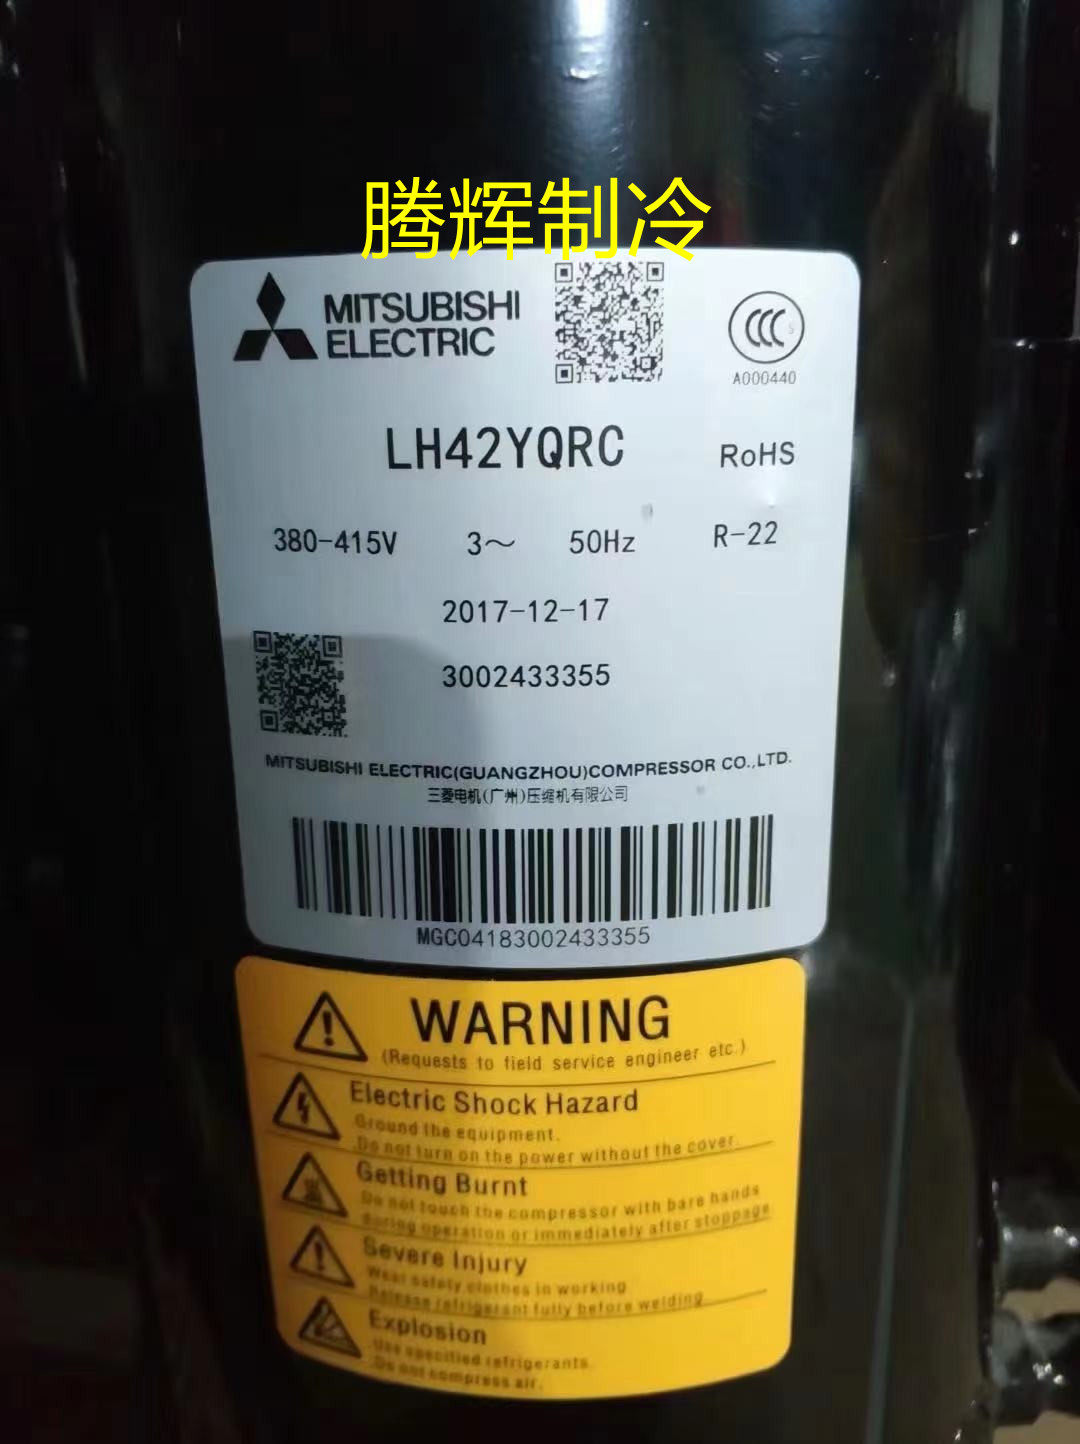 腾辉制冷
MITSUBISHI
ELECTRIC
CCC S
A000440
LH42YQRC
RoHS
380-415V 3～ 50Hz R-22
2017-12-17
3002433355
MITSUBISHI ELECTRIC(GUANGZHOU)COMPRESSOR CO.,LTD.
三菱电机(广州)压缩机有限公司
MGC04183002433355
WARNING
(Requests to field service engineer etc.)
Electric Shock Hazard
Ground the equipment.
Do not turn on the power without the cover.
Getting Burnt
Do not touch the compressor with bare hands
during operation or immediately after stoppage
Severe Injury
Wear safety clothes in working
Release refrigerant fully before welding
Explosion
Use specified refrigerants.
Do not compress air.